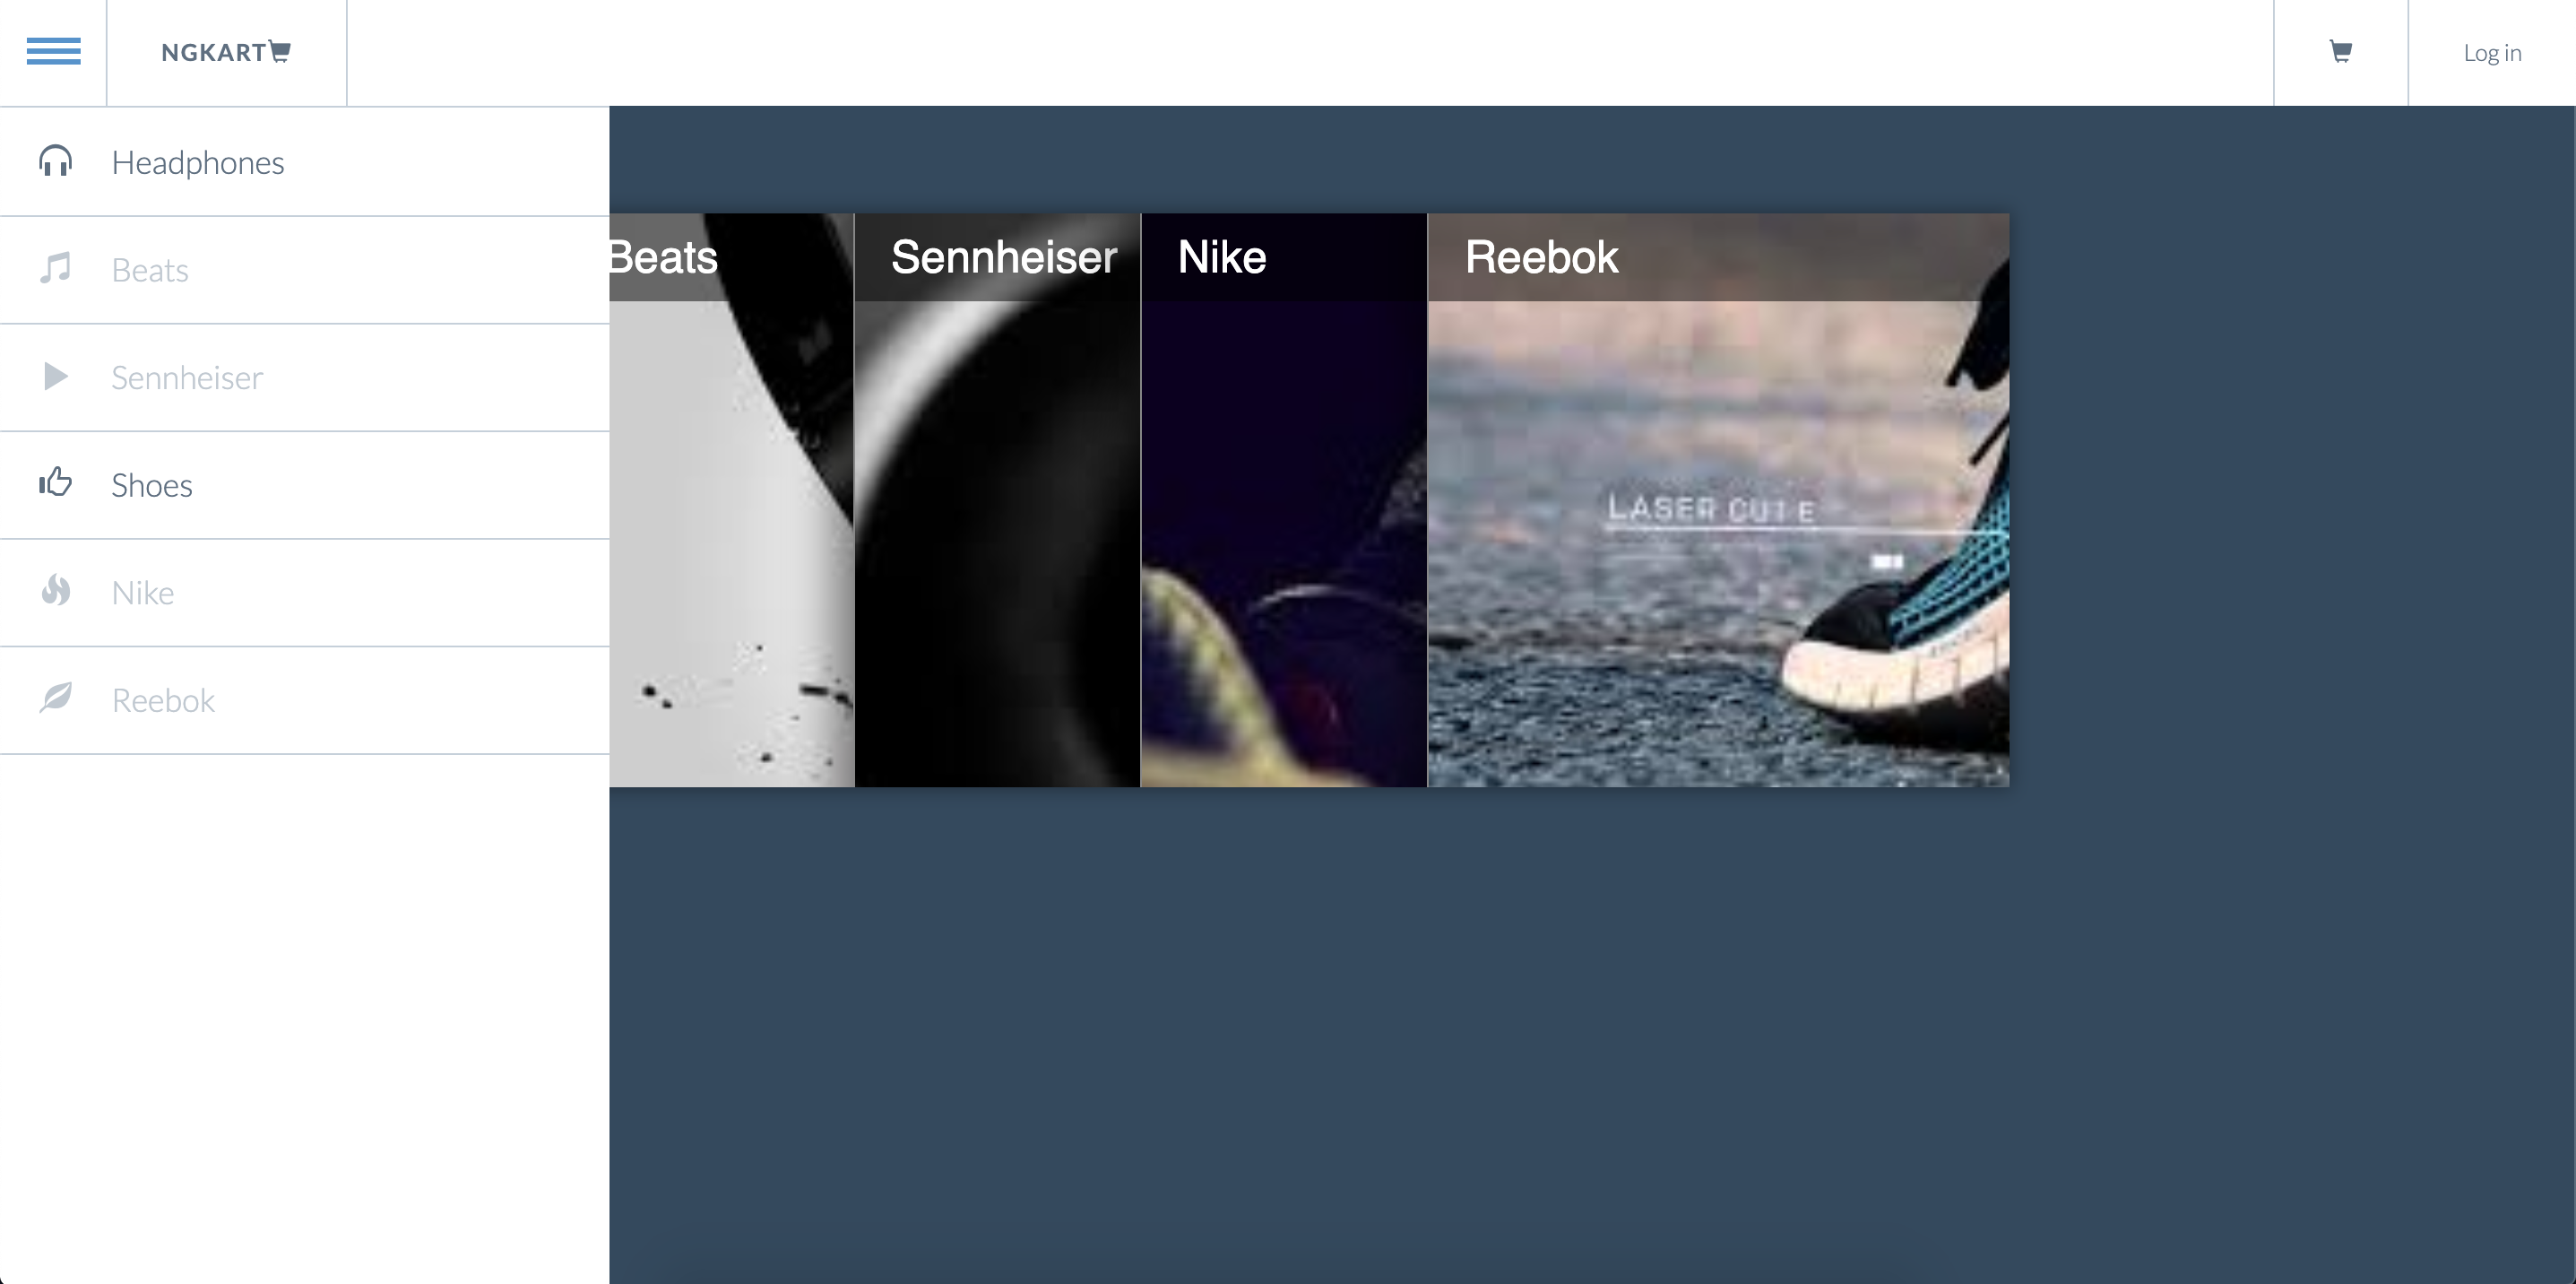 NGKART
Log in
Headphones
Beats
Sennheiser
Shoes
Nike
Reebok
Beats
Sennheiser
Nike
Reebok
LASER CUT E